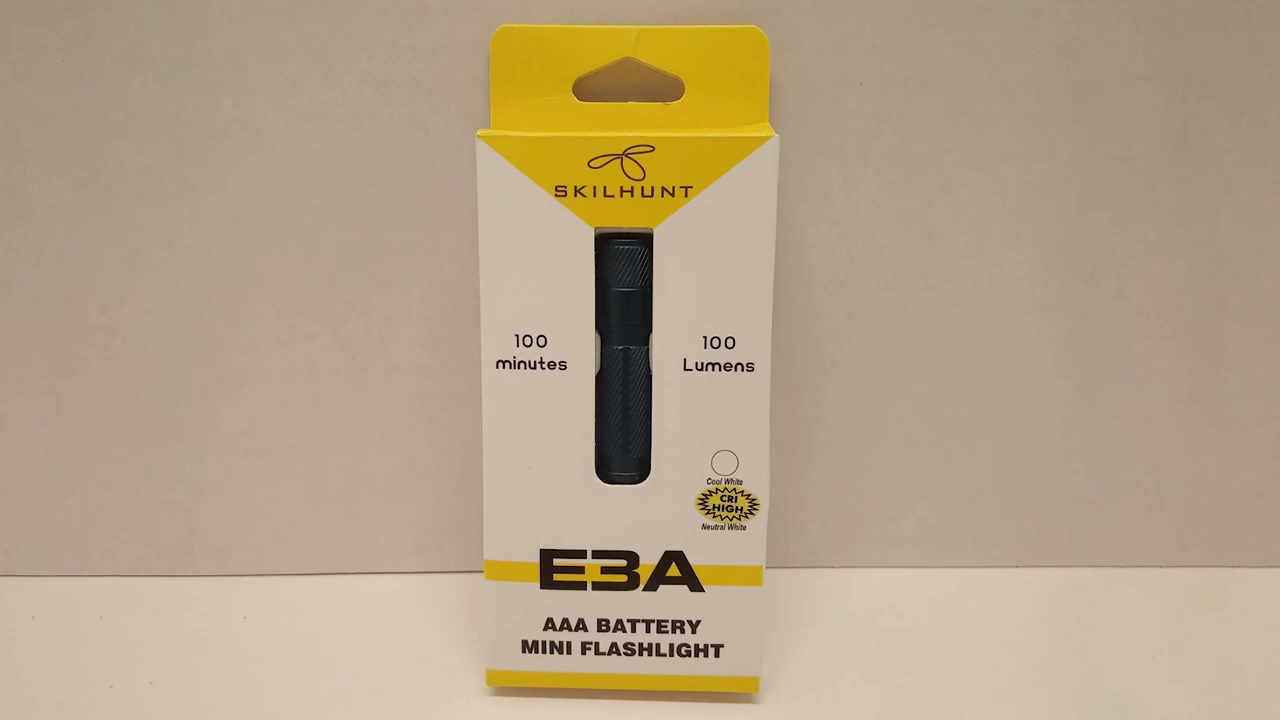 SKILHUNT
100
minutes
100
Lumens
Cool White
CRI
HIGH
Neutral White
E3A
AAA BATTERY
MINI FLASHLIGHT